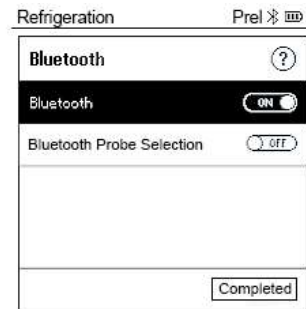 Refrigeration Prel
Bluetooth ?
Bluetooth ON
Bluetooth Probe Selection OFF
Completed